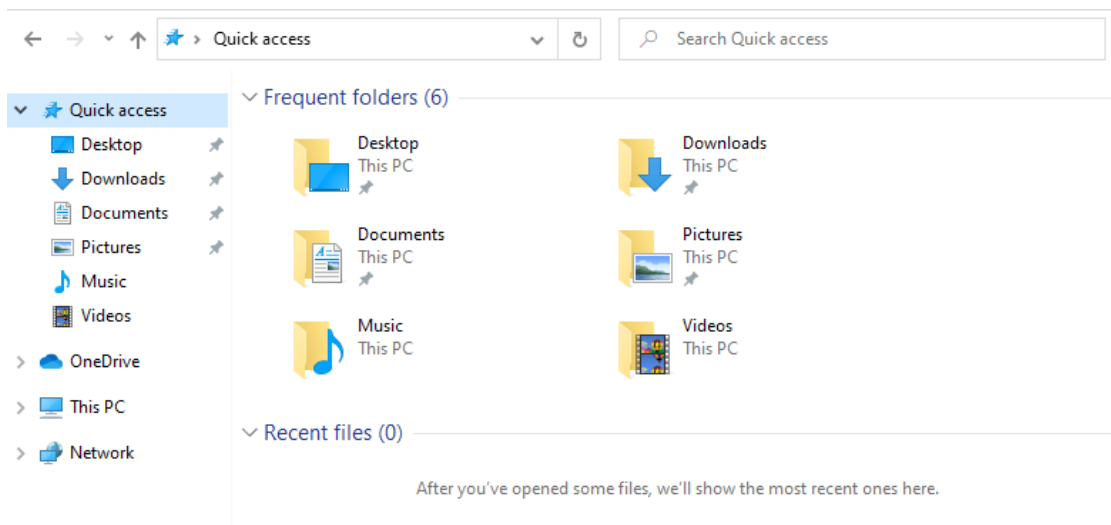 Quick access
Search Quick access
Quick access
Desktop
Downloads
Documents
Pictures
Music
Videos
OneDrive
This PC
Network
Frequent folders (6)
Desktop
This PC
Downloads
This PC
Documents
This PC
Pictures
This PC
Music
This PC
Videos
This PC
Recent files (0)
After you've opened some files, we'll show the most recent ones here.